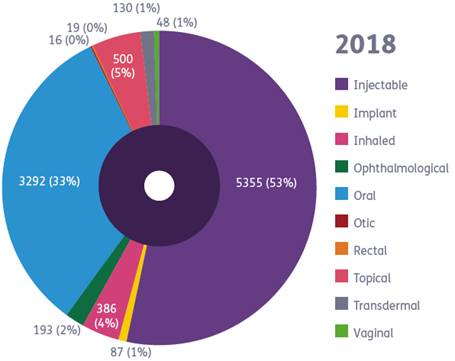 130 (1%)
48 (1%)
19 (0%)
16 (0%)
500
(5%)
2018
3292 (33%)
5355 (53%)
386
(4%)
193 (2%)
87 (1%)
Injectable
Implant
Inhaled
Ophthalmological
Oral
Otic
Rectal
Topical
Transdermal
Vaginal